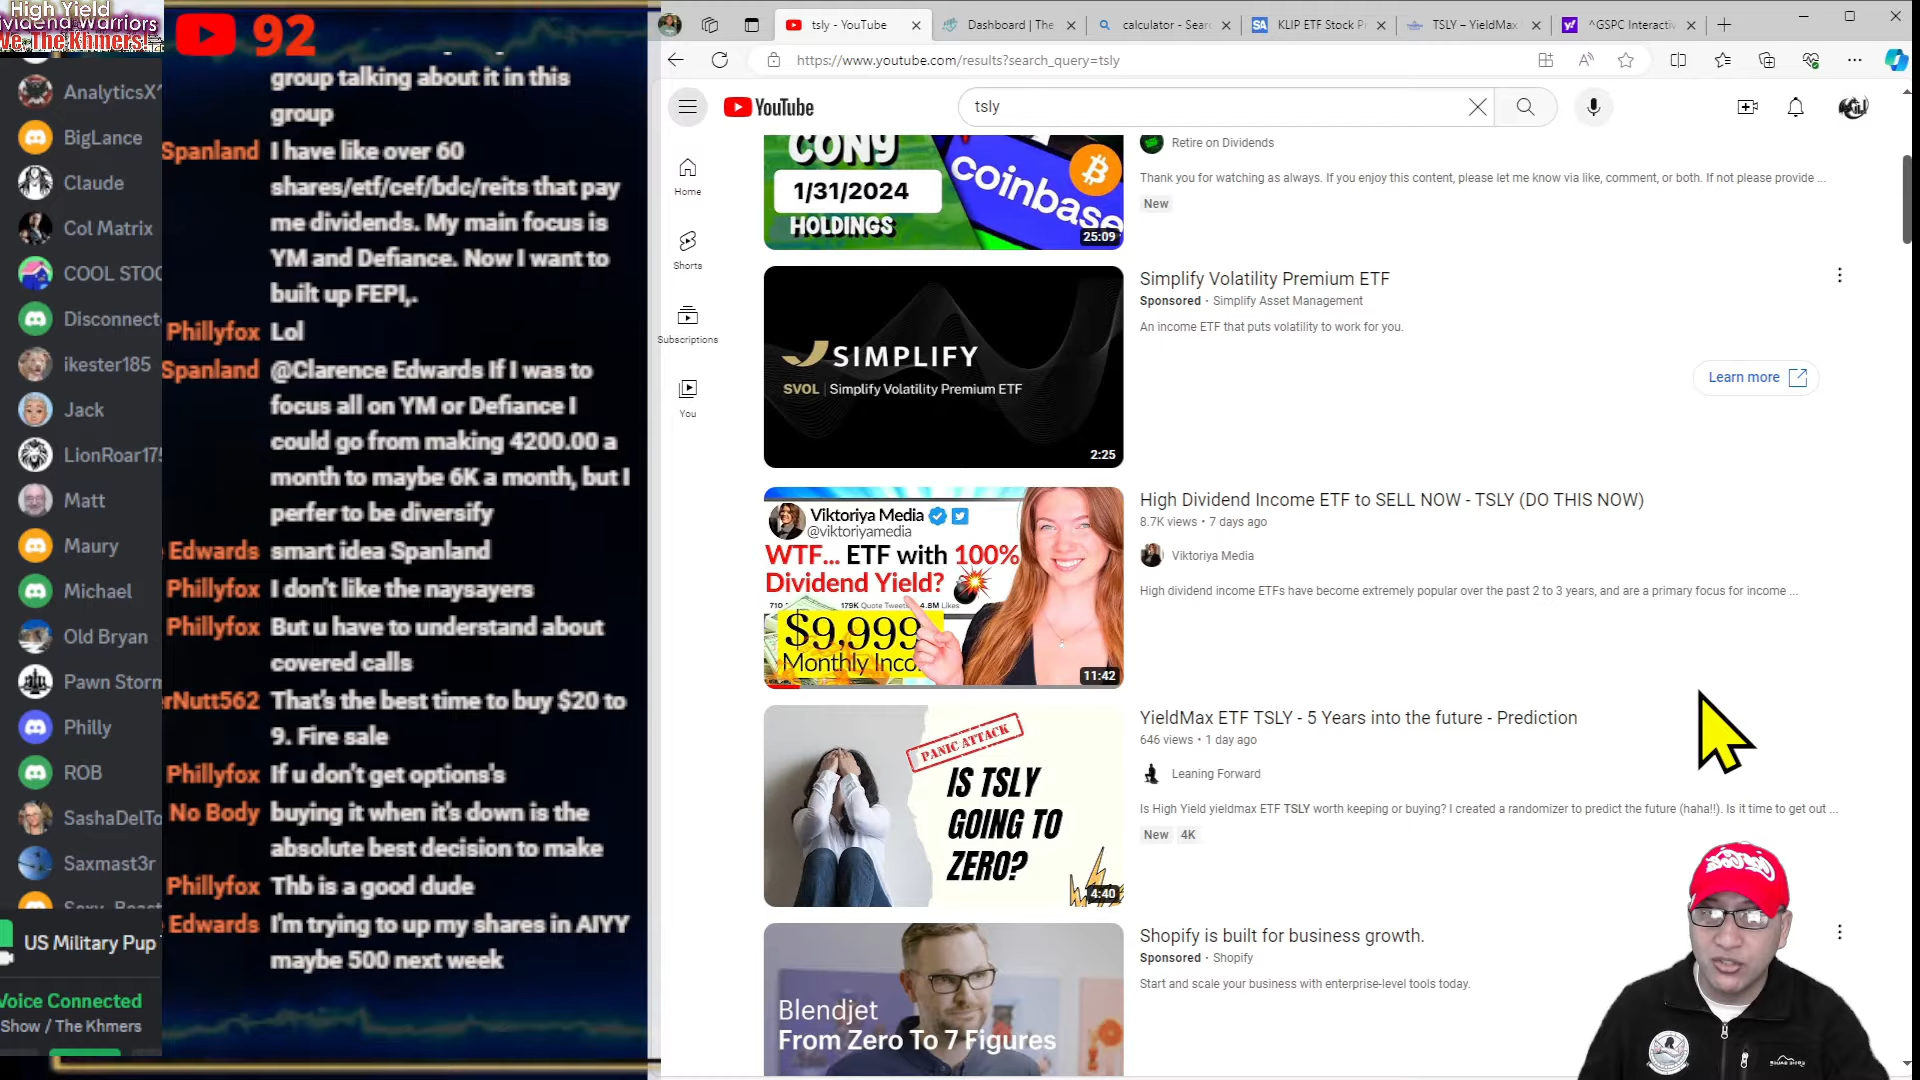 High Yield
Dividend Warriors
We, The Khmers!
AnalyticsX
BigLance
Claude
Col Matrix
COOL STOC
Disconnect
ikester185
Jack
LionRoar175
Matt
Maury
Michael
Old Bryan
Pawn Storm
Philly
ROB
SashaDelTo
Saxmast3r
US Military Pup
Voice Connected
Show / The Khmers
92
group talking about it in this
group
Spanland I have like over 60
shares/etf/cef/bdc/reits that pay
me dividends. My main focus is
YM and Defiance. Now I want to
built up FEPI,.
Phillyfox Lol
Spanland @Clarence Edwards If I was to
focus all on YM or Defiance I
could go from making 4200.00 a
month to maybe 6K a month, but I
perfer to be diversify
Edwards smart idea Spanland
Phillyfox I don't like the naysayers
Phillyfox But u have to understand about
covered calls
rNutt562 That's the best time to buy $20 to
9. Fire sale
Phillyfox If u don't get options's
No Body buying it when it's down is the
absolute best decision to make
Phillyfox Thb is a good dude
Edwards I'm trying to up my shares in AIYY
maybe 500 next week
tsly - YouTube
Dashboard | The
calculator - Sear
KLIP ETF Stock P
TSLY – YieldMax
^GSPC Interactiv
https://www.youtube.com/results?search_query=tsly
YouTube
tsly
Home
Shorts
Subscriptions
You
CONY
1/31/2024
HOLDINGS
coinbase
25:09
Retire on Dividends
Thank you for watching as always. If you enjoy this content, please let me know via like, comment, or both. If not please provide ...
New
SIMPLIFY
SVOL | Simplify Volatility Premium ETF
2:25
Simplify Volatility Premium ETF
Sponsored · Simplify Asset Management
An income ETF that puts volatility to work for you.
Learn more
Viktoriya Media
@viktoriyamedia
WTF... ETF with 100%
Dividend Yield?
179K Quote Tweets 4.8M Likes
$9,999
Monthly Inco
11:42
High Dividend Income ETF to SELL NOW - TSLY (DO THIS NOW)
8.7K views • 7 days ago
Viktoriya Media
High dividend income ETFs have become extremely popular over the past 2 to 3 years, and are a primary focus for income ...
PANIC ATTACK
IS TSLY
GOING TO
ZERO?
4:40
YieldMax ETF TSLY - 5 Years into the future - Prediction
646 views • 1 day ago
Leaning Forward
Is High Yield yieldmax ETF TSLY worth keeping or buying? I created a randomizer to predict the future (haha!!). Is it time to get out ...
New 4K
Blendjet
From Zero To 7 Figures
Shopify is built for business growth.
Sponsored · Shopify
Start and scale your business with enterprise-level tools today.